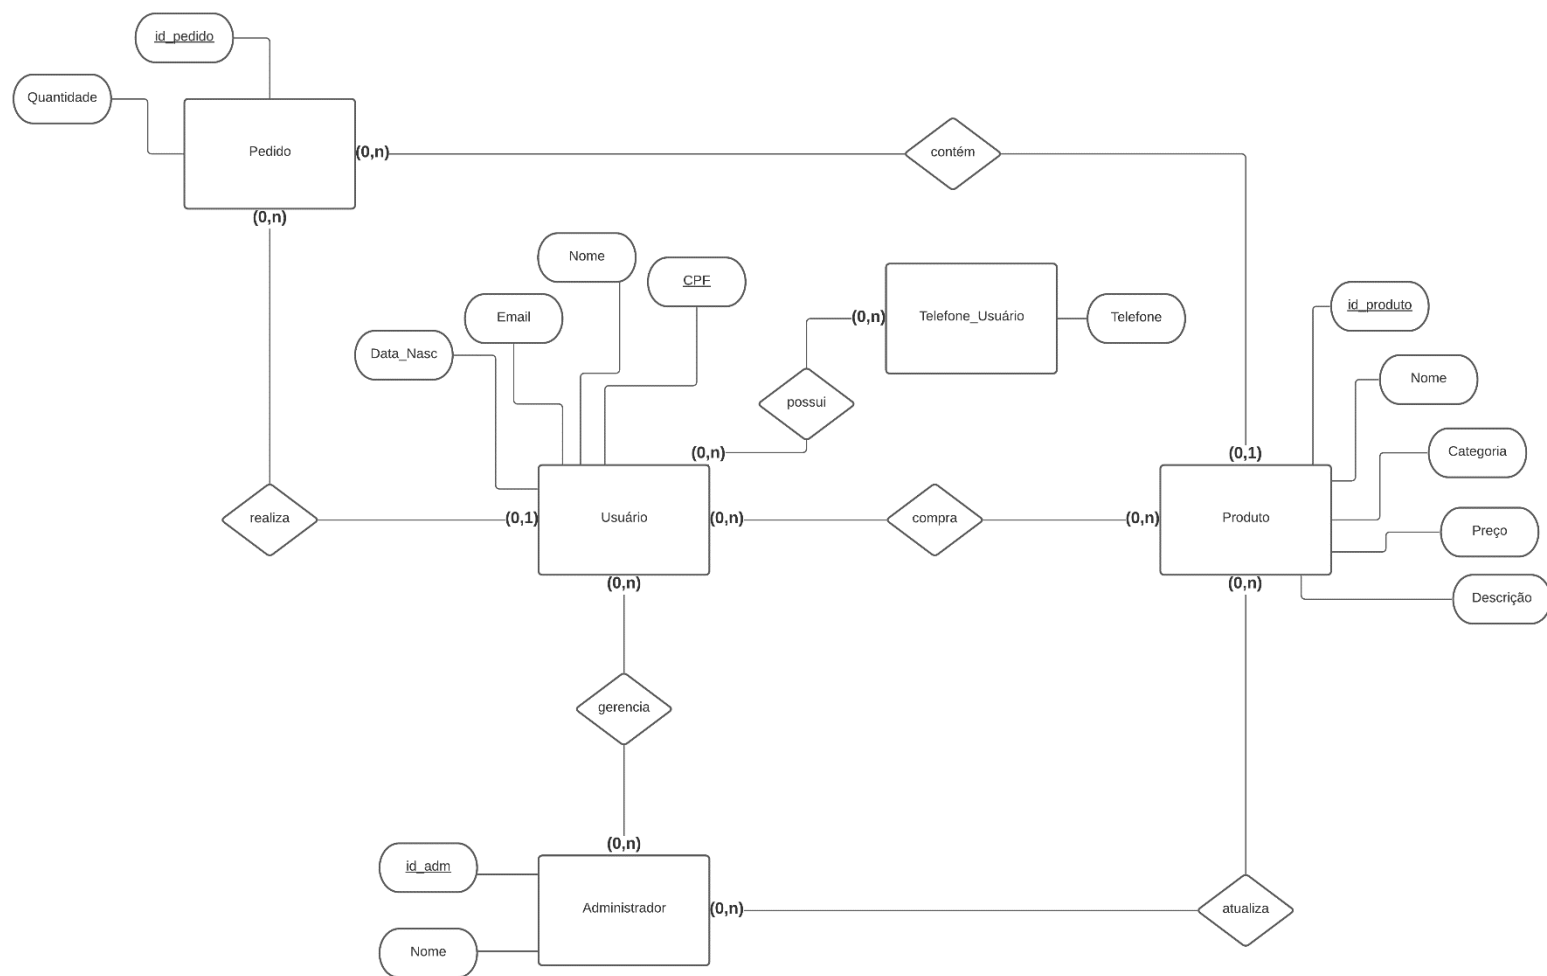 id_pedido
Quantidade
Pedido
(0,n)
contém
(0,n)
Nome
CPF
Email
Data_Nasc
(0,n)
Telefone_Usuário
Telefone
id_produto
Nome
possui
(0,n)
(0,1)
Categoria
realiza
(0,1)
Usuário
(0,n)
compra
(0,n)
Produto
Preço
(0,n)
(0,n)
Descrição
gerencia
(0,n)
id_adm
Administrador
(0,n)
atualiza
Nome